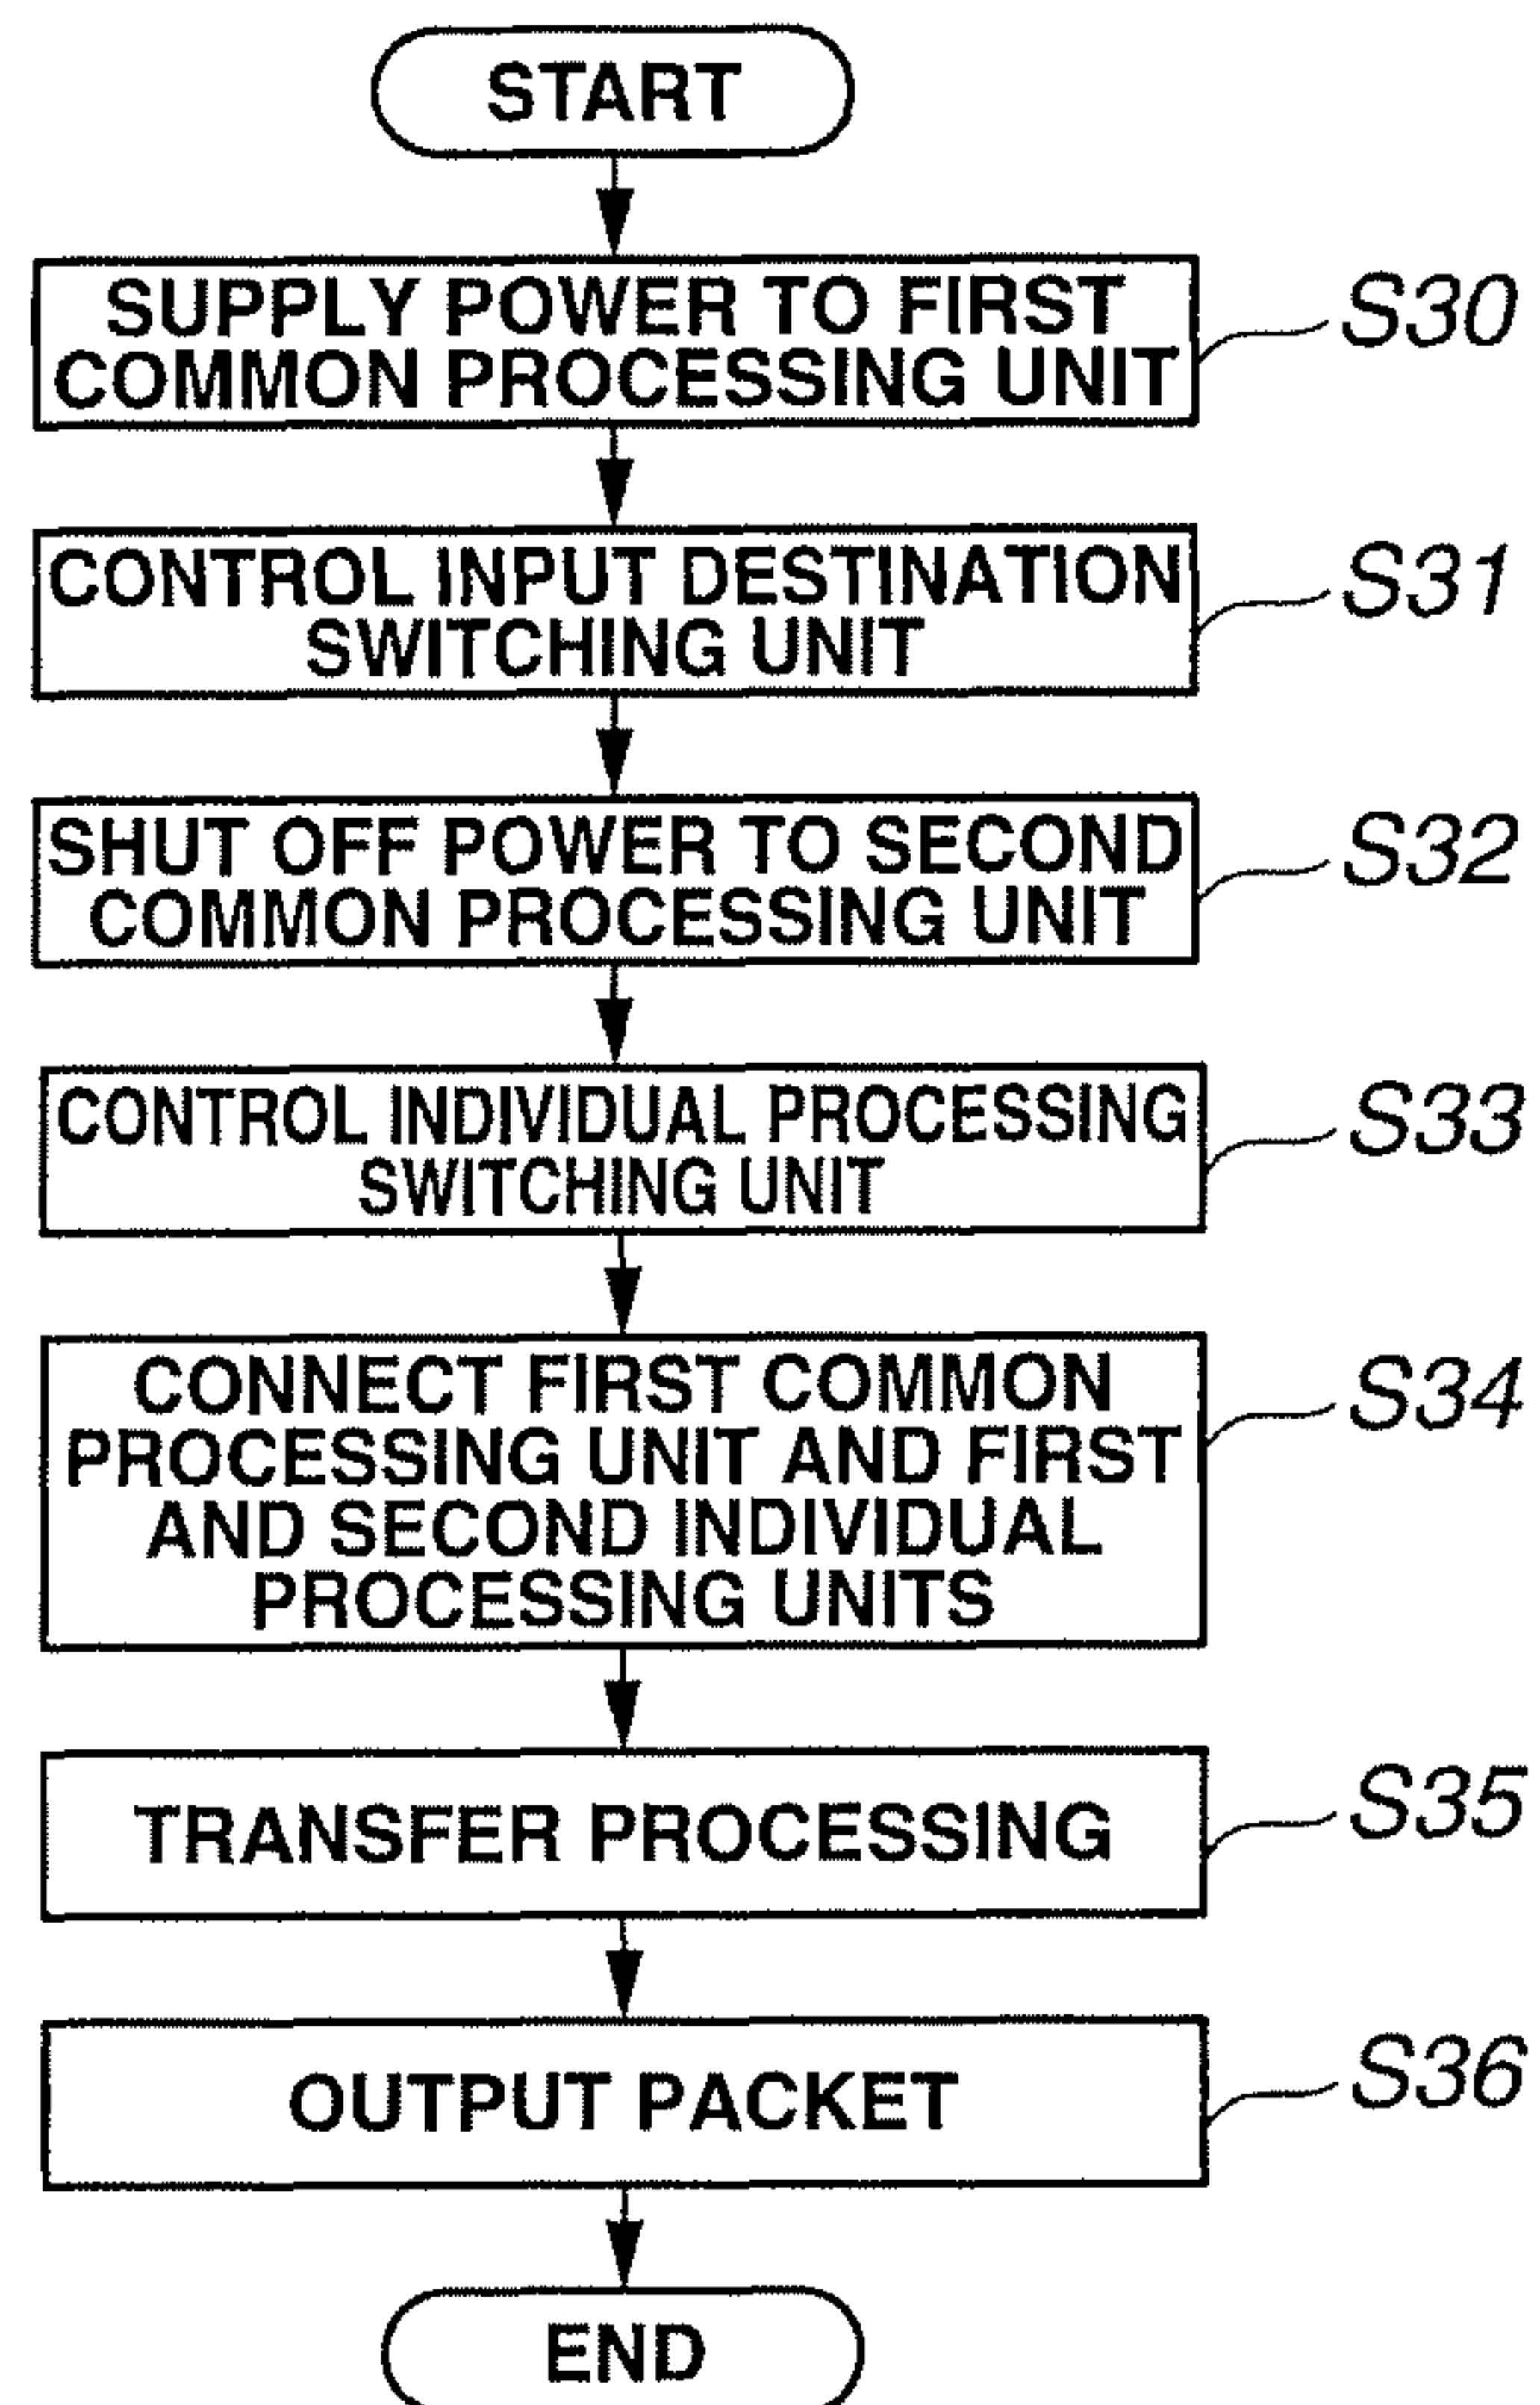 START
SUPPLY POWER TO FIRST
COMMON PROCESSING UNIT
S30
CONTROL INPUT DESTINATION
SWITCHING UNIT
S31
SHUT OFF POWER TO SECOND
COMMON PROCESSING UNIT
S32
CONTROL INDIVIDUAL PROCESSING
SWITCHING UNIT
S33
CONNECT FIRST COMMON
PROCESSING UNIT AND FIRST
AND SECOND INDIVIDUAL
PROCESSING UNITS
S34
TRANSFER PROCESSING
S35
OUTPUT PACKET
S36
END